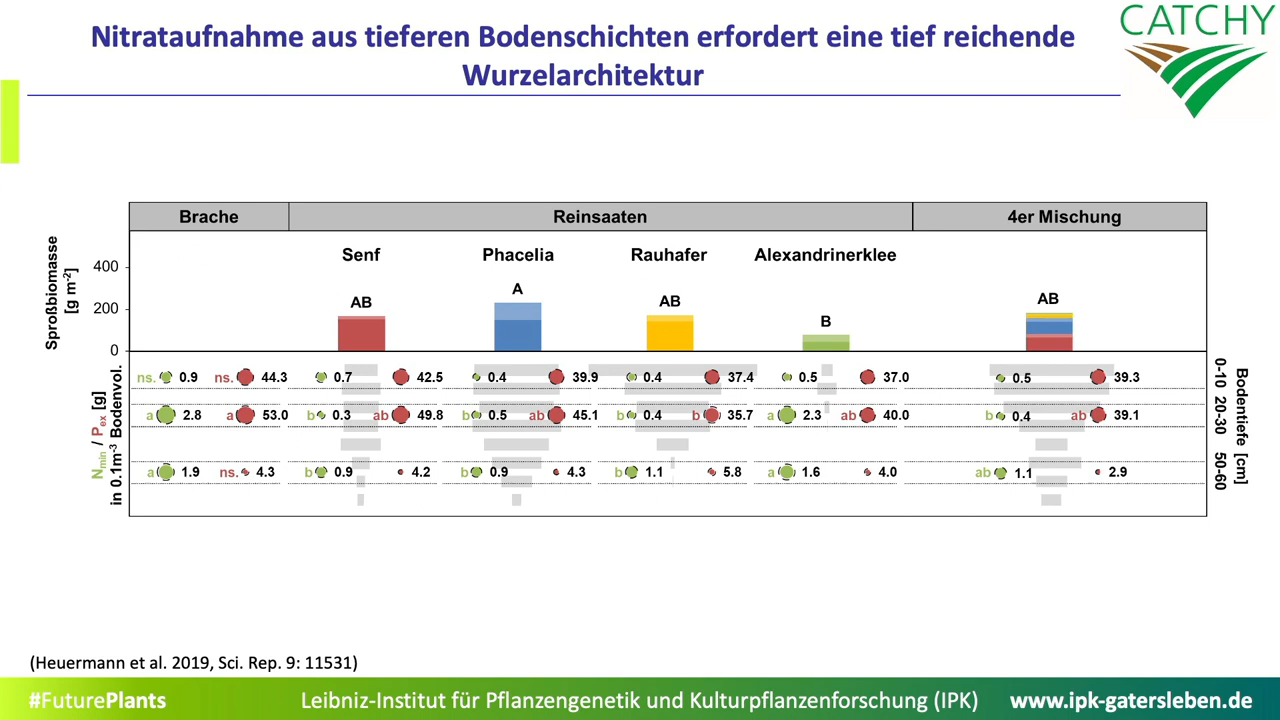 Nitrataufnahme aus tieferen Bodenschichten erfordert eine tief reichende
Wurzelarchitektur
CATCHY
Brache
Reinsaaten
4er Mischung
Sproßbiomasse
[g m-2]
400
200
0
Senf
Phacelia
Rauhafer
Alexandrinerklee
AB
A
AB
B
AB
Nmin / Pex [g]
in 0.1m-3 Bodenvol.
ns. 0.9 ns. 44.3 0.7 42.5 0.4 39.9 0.4 37.4 0.5 37.0 0.5 39.3
a 2.8 a 53.0 b 0.3 ab 49.8 b 0.5 ab 45.1 b 0.4 b 35.7 a 2.3 ab 40.0 b 0.4 ab 39.1
a 1.9 ns. 4.3 b 0.9 4.2 b 0.9 4.3 b 1.1 5.8 a 1.6 4.0 ab 1.1 2.9
0-10 20-30 50-60
Bodentiefe [cm]
(Heuermann et al. 2019, Sci. Rep. 9: 11531)
#FuturePlants
Leibniz-Institut für Pflanzengenetik und Kulturpflanzenforschung (IPK)
www.ipk-gatersleben.de